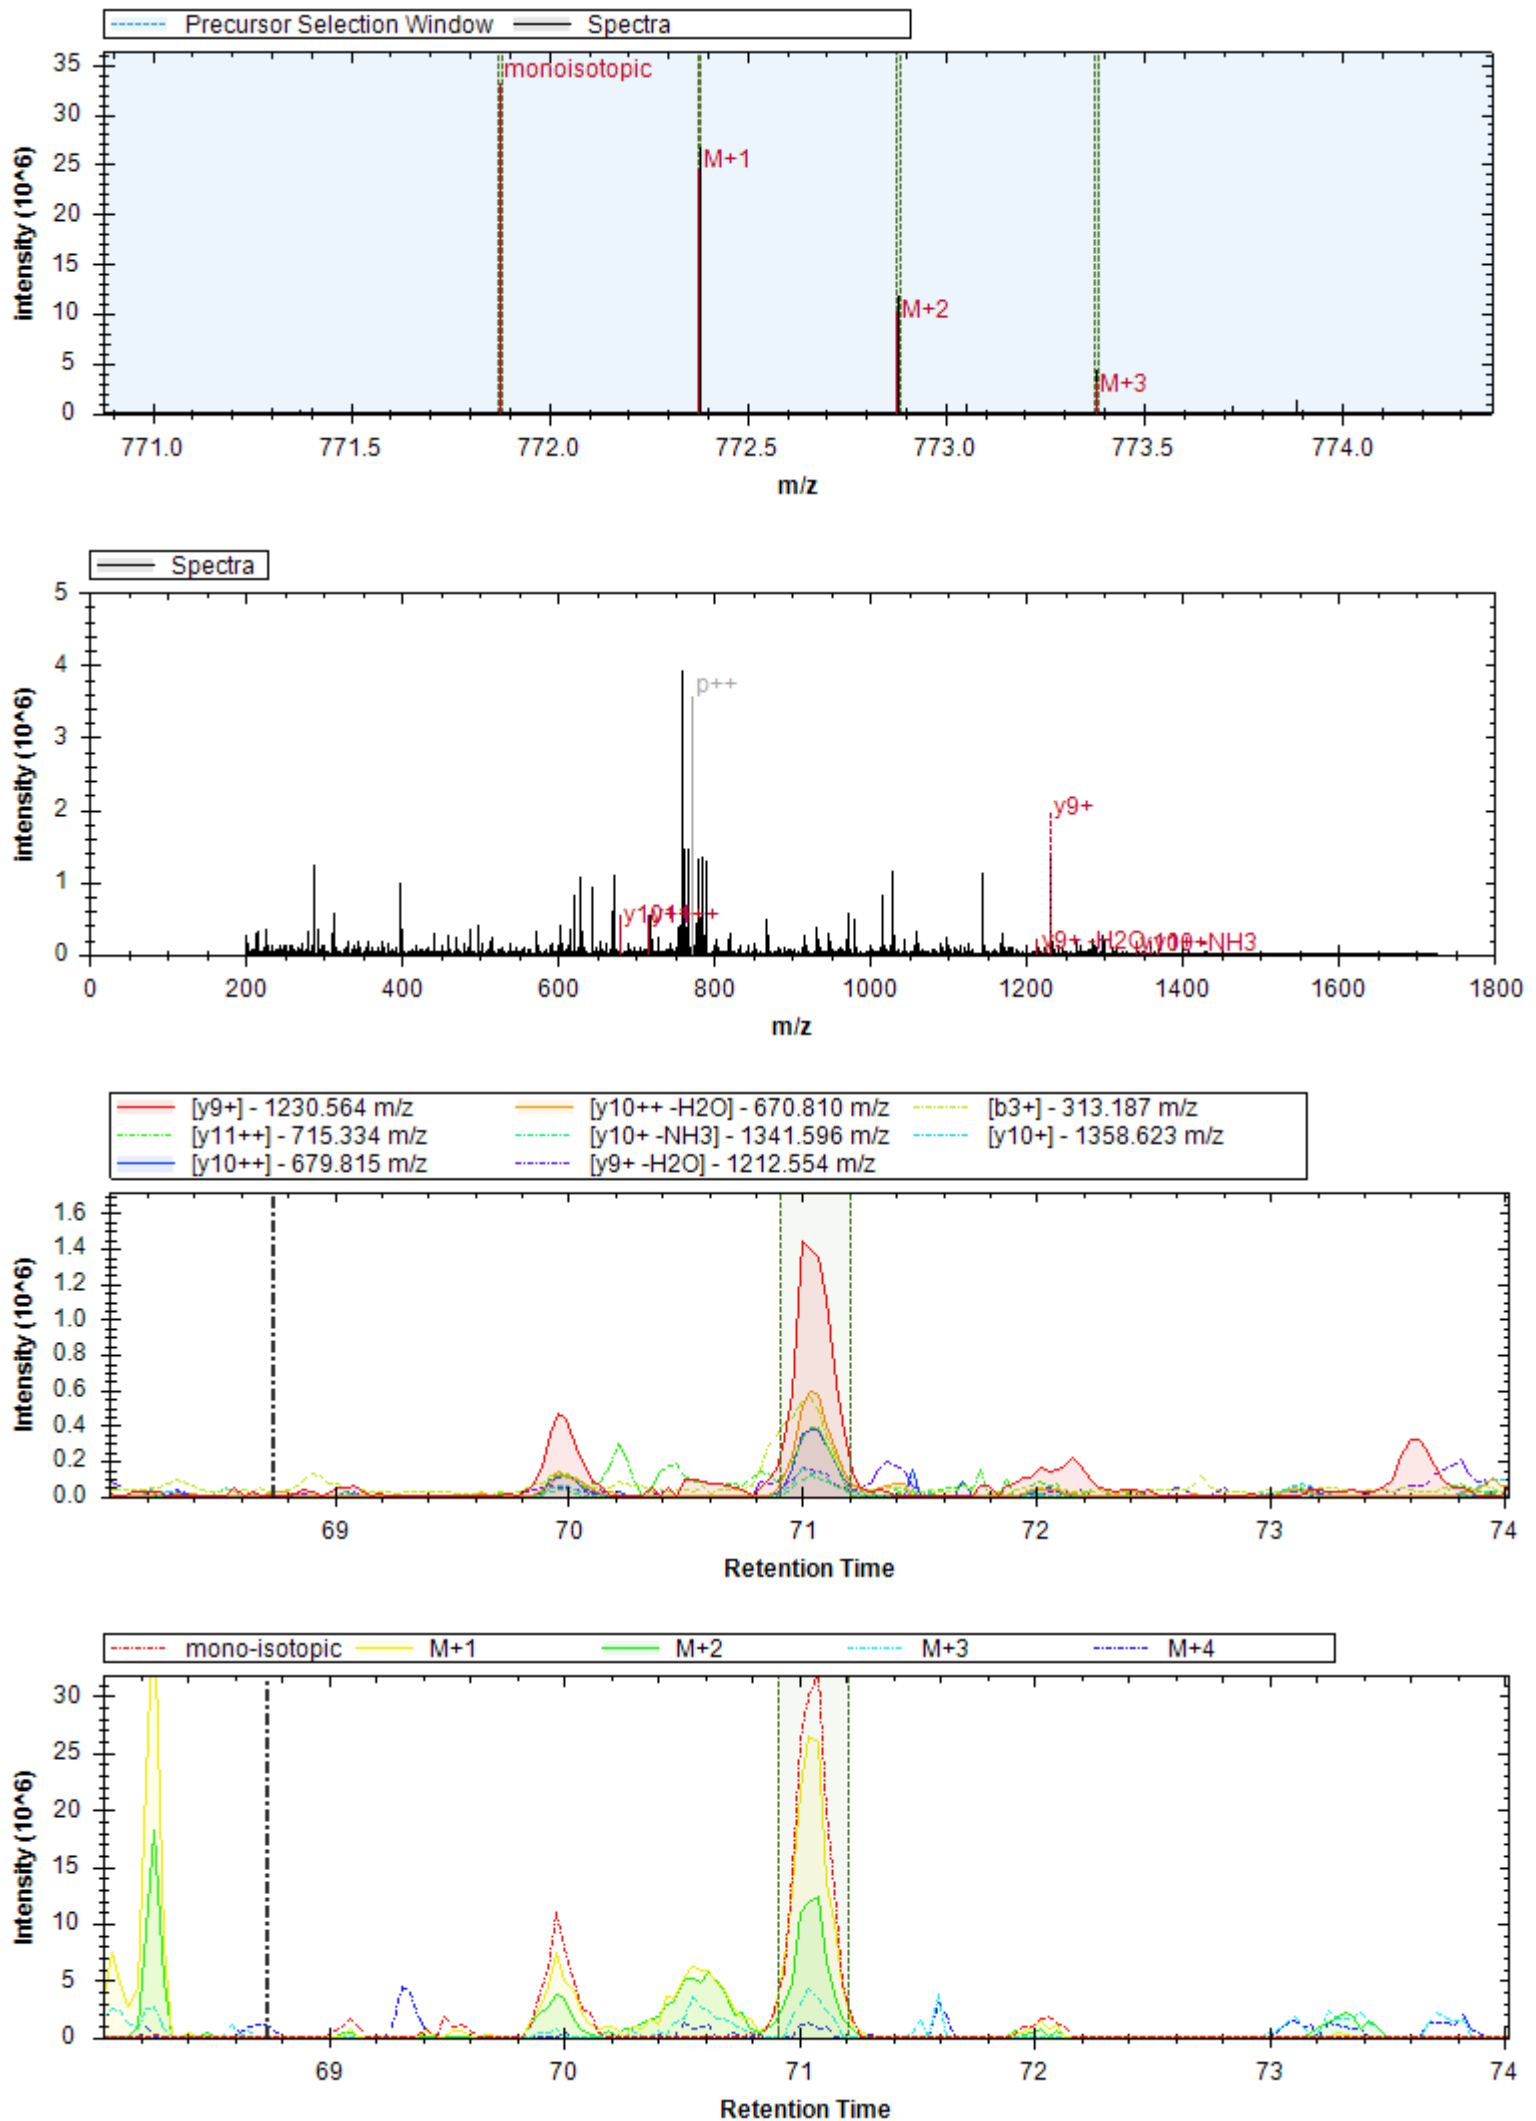 Precursor Selection Window Spectra
intensity (10^6)
35
30
25
20
15
10
5
0
monoisotopic
M+1
M+2
M+3
771.0 771.5 772.0 772.5 773.0 773.5 774.0
m/z
Spectra
intensity (10^6)
5
4
3
2
1
0
p++
y9+
y9+ -H2O
-NH3
0 200 400 600 800 1000 1200 1400 1600 1800
m/z
[y9+] - 1230.564 m/z [y10++ -H2O] - 670.810 m/z [b3+] - 313.187 m/z
[y11++] - 715.334 m/z [y10+ -NH3] - 1341.596 m/z [y10+] - 1358.623 m/z
[y10++] - 679.815 m/z [y9+ -H2O] - 1212.554 m/z
Intensity (10^6)
1.6
1.4
1.2
1.0
0.8
0.6
0.4
0.2
0.0
69 70 71 72 73 74
Retention Time
mono-isotopic M+1 M+2 M+3 M+4
Intensity (10^6)
30
25
20
15
10
5
0
69 70 71 72 73 74
Retention Time